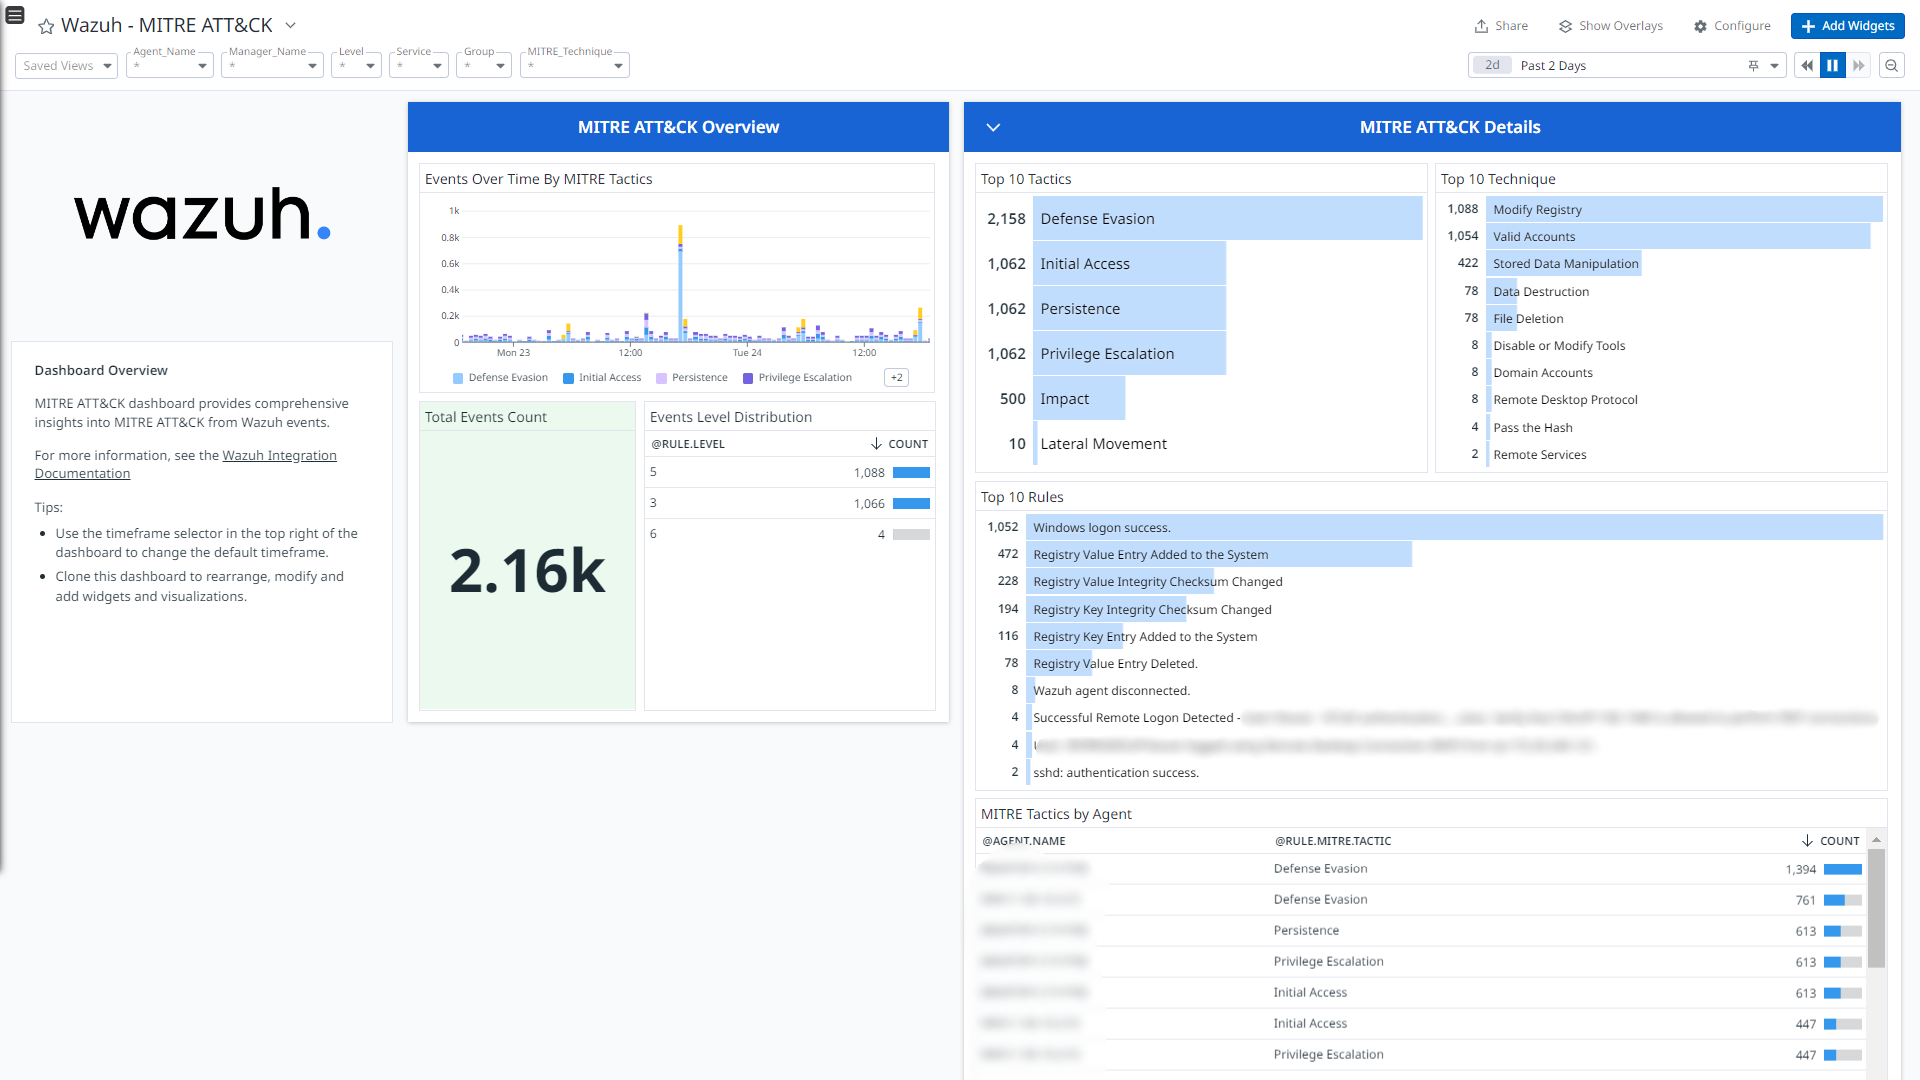 Wazuh - MITRE ATT&CK
Share
Show Overlays
Configure
Add Widgets
Saved Views
Agent_Name
*
Manager_Name
*
Level
*
Service
*
Group
*
MITRE_Technique
*
2d Past 2 Days
wazuh.
Dashboard Overview
MITRE ATT&CK dashboard provides comprehensive
insights into MITRE ATT&CK from Wazuh events.
For more information, see the Wazuh Integration
Documentation
Tips:
• Use the timeframe selector in the top right of the
dashboard to change the default timeframe.
• Clone this dashboard to rearrange, modify and
add widgets and visualizations.
MITRE ATT&CK Overview
Events Over Time By MITRE Tactics
1k
0.8k
0.6k
0.4k
0.2k
0
Mon 23 12:00 Tue 24 12:00
Defense Evasion Initial Access Persistence Privilege Escalation +2
Total Events Count
2.16k
Events Level Distribution
@RULE.LEVEL COUNT
5 1,088
3 1,066
6 4
MITRE ATT&CK Details
Top 10 Tactics
2,158 Defense Evasion
1,062 Initial Access
1,062 Persistence
1,062 Privilege Escalation
500 Impact
10 Lateral Movement
Top 10 Technique
1,088 Modify Registry
1,054 Valid Accounts
422 Stored Data Manipulation
78 Data Destruction
78 File Deletion
8 Disable or Modify Tools
8 Domain Accounts
8 Remote Desktop Protocol
4 Pass the Hash
2 Remote Services
Top 10 Rules
1,052 Windows logon success.
472 Registry Value Entry Added to the System
228 Registry Value Integrity Checksum Changed
194 Registry Key Integrity Checksum Changed
116 Registry Key Entry Added to the System
78 Registry Value Entry Deleted.
8 Wazuh agent disconnected.
4 Successful Remote Logon Detected -
4
2 sshd: authentication success.
MITRE Tactics by Agent
@AGENT.NAME @RULE.MITRE.TACTIC COUNT
Defense Evasion 1,394
Defense Evasion 761
Persistence 613
Privilege Escalation 613
Initial Access 613
Initial Access 447
Privilege Escalation 447